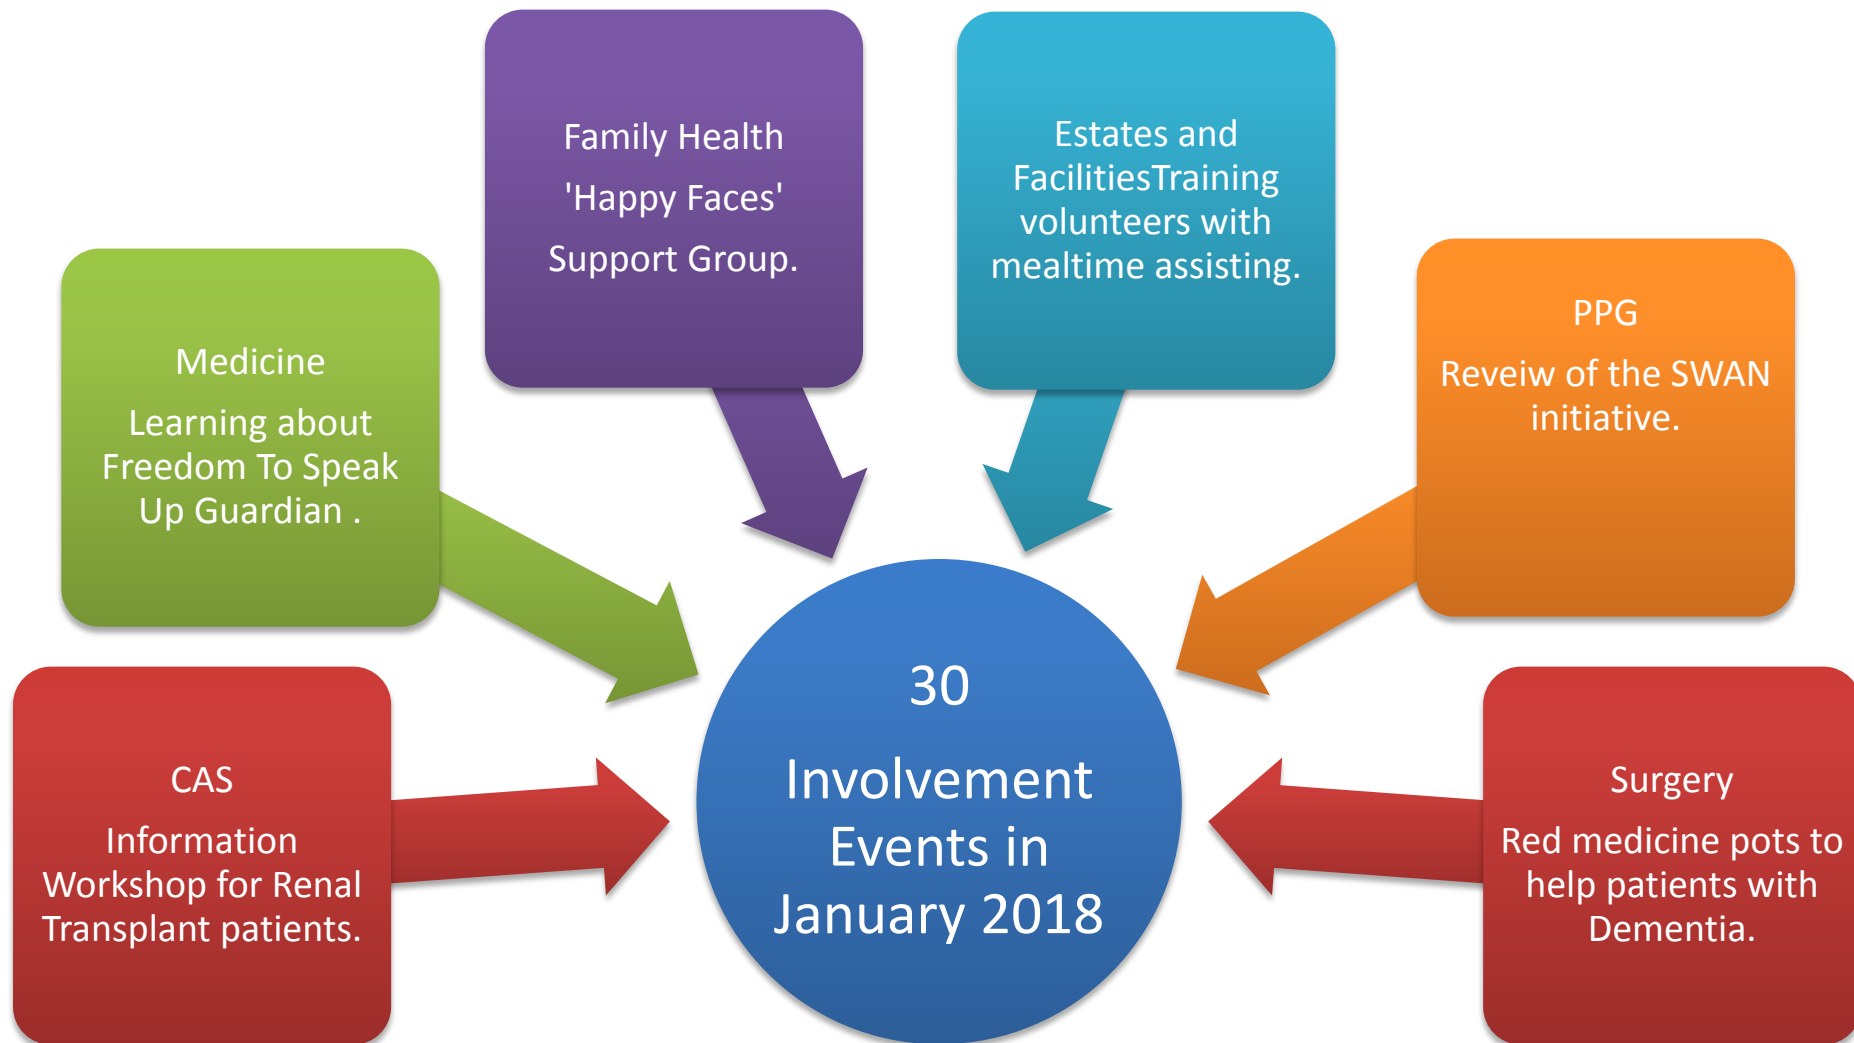 Family Health
'Happy Faces'
Support Group.
Estates and
FacilitiesTraining
volunteers with
mealtime assisting.
Medicine
Learning about
Freedom To Speak
Up Guardian .
PPG
Reveiw of the SWAN
initiative.
CAS
Information
Workshop for Renal
Transplant patients.
30
Involvement
Events in
January 2018
Surgery
Red medicine pots to
help patients with
Dementia.